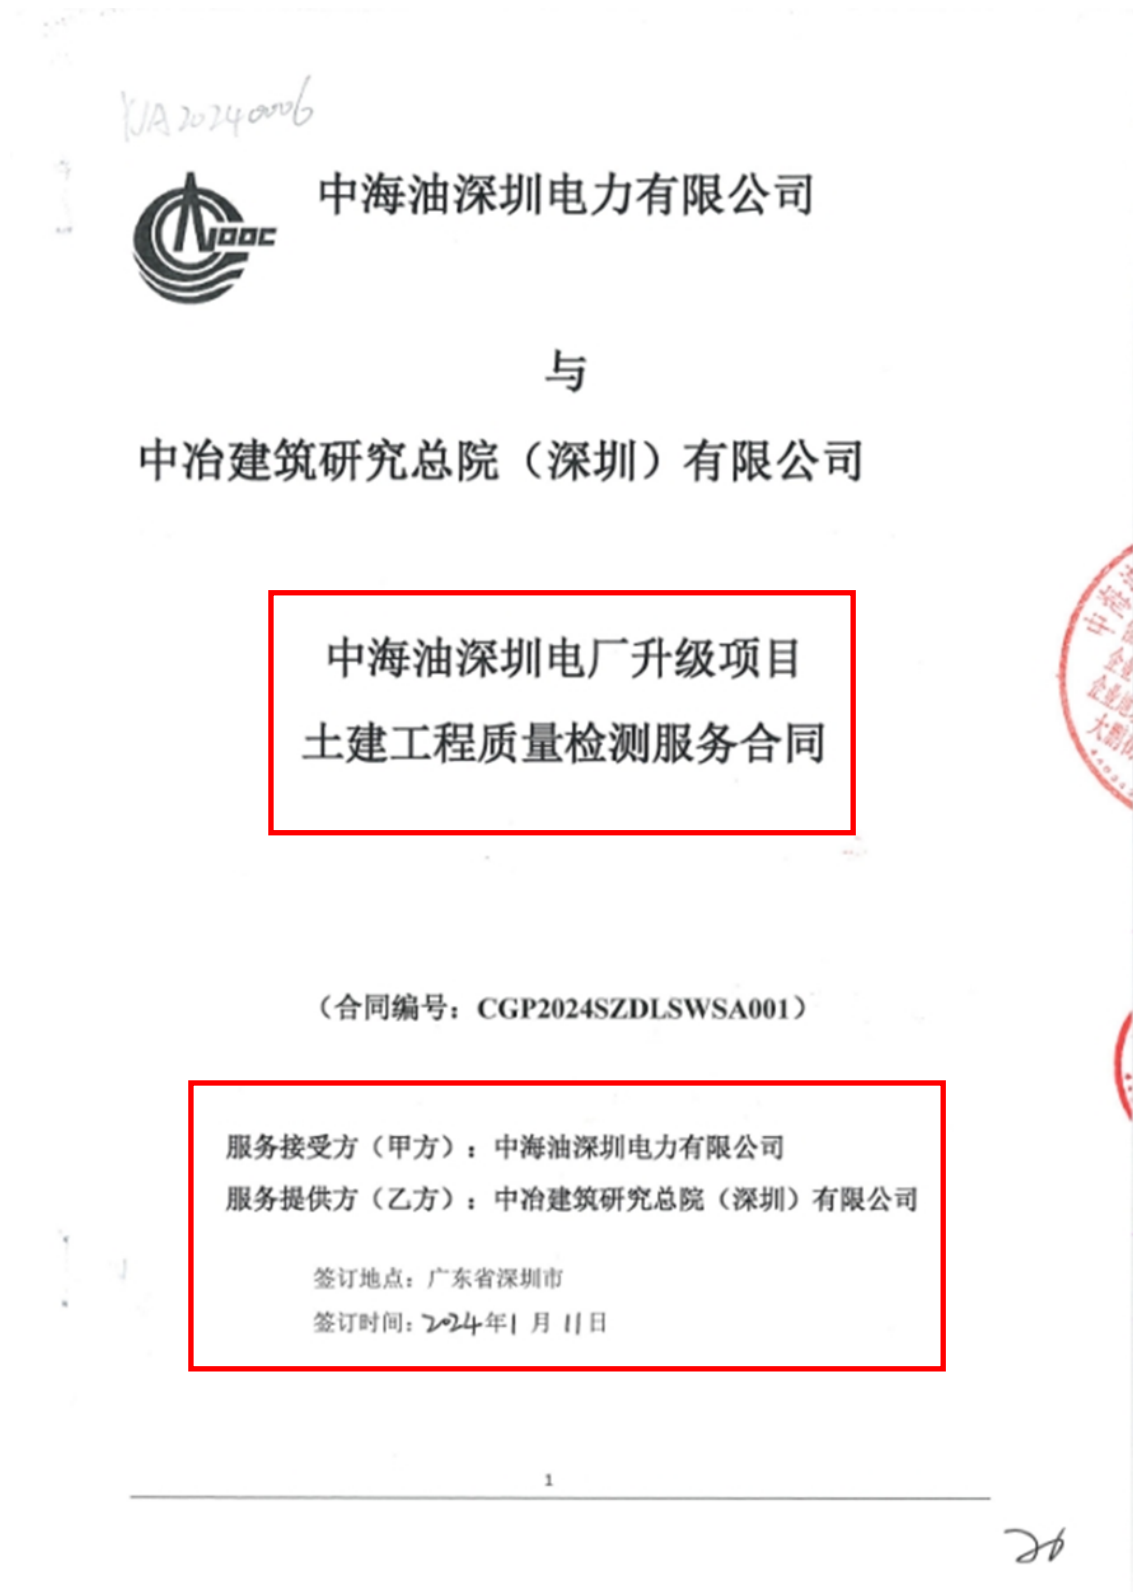 KJA20240006
中海油深圳电力有限公司
CNOOC
与
中冶建筑研究总院（深圳）有限公司
中海油深圳电厂升级项目
土建工程质量检测服务合同
（合同编号：CGP2024SZDLSWSA001）
服务接受方（甲方）：中海油深圳电力有限公司
服务提供方（乙方）：中冶建筑研究总院（深圳）有限公司
签订地点：广东省深圳市
签订时间：2024年1月11日
1